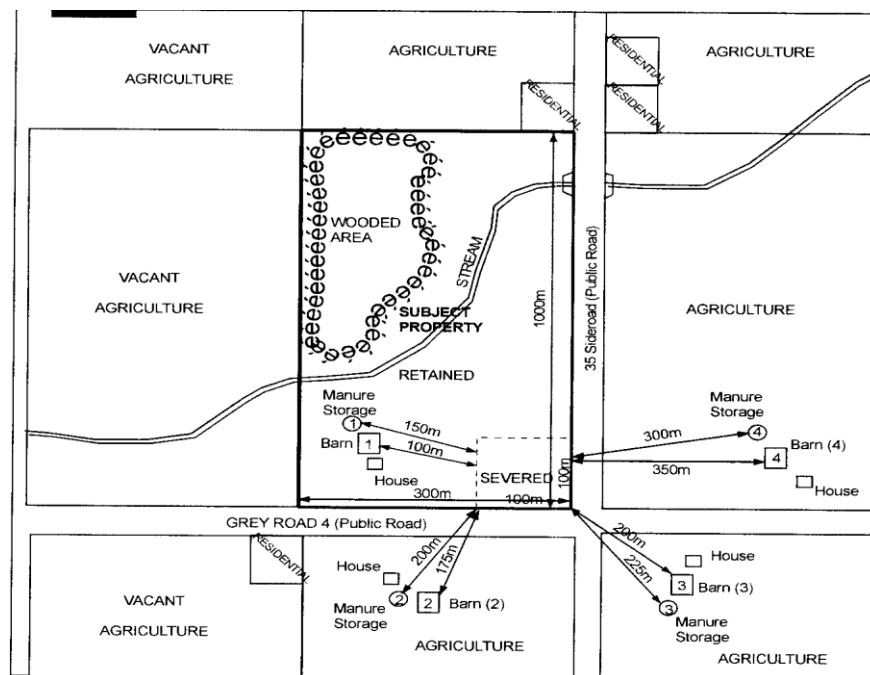 VACANT
AGRICULTURE
AGRICULTURE
RESIDENTIAL
RESIDENTIAL
RESIDENTIAL
AGRICULTURE
WOODED
AREA
STREAM
1000m
35 Sideroad (Public Road)
VACANT
AGRICULTURE
SUBJECT
PROPERTY
AGRICULTURE
RETAINED
Manure
Storage
1
150m
Barn
1
100m
House
SEVERED
100m
300m
100m
Manure
Storage
4
300m
Barn (4)
4
350m
House
GREY ROAD 4 (Public Road)
RESIDENTIAL
200m
175m
House
2
2
Barn (2)
Manure
Storage
VACANT
AGRICULTURE
AGRICULTURE
200m
225m
House
3
Barn (3)
3
Manure
Storage
AGRICULTURE